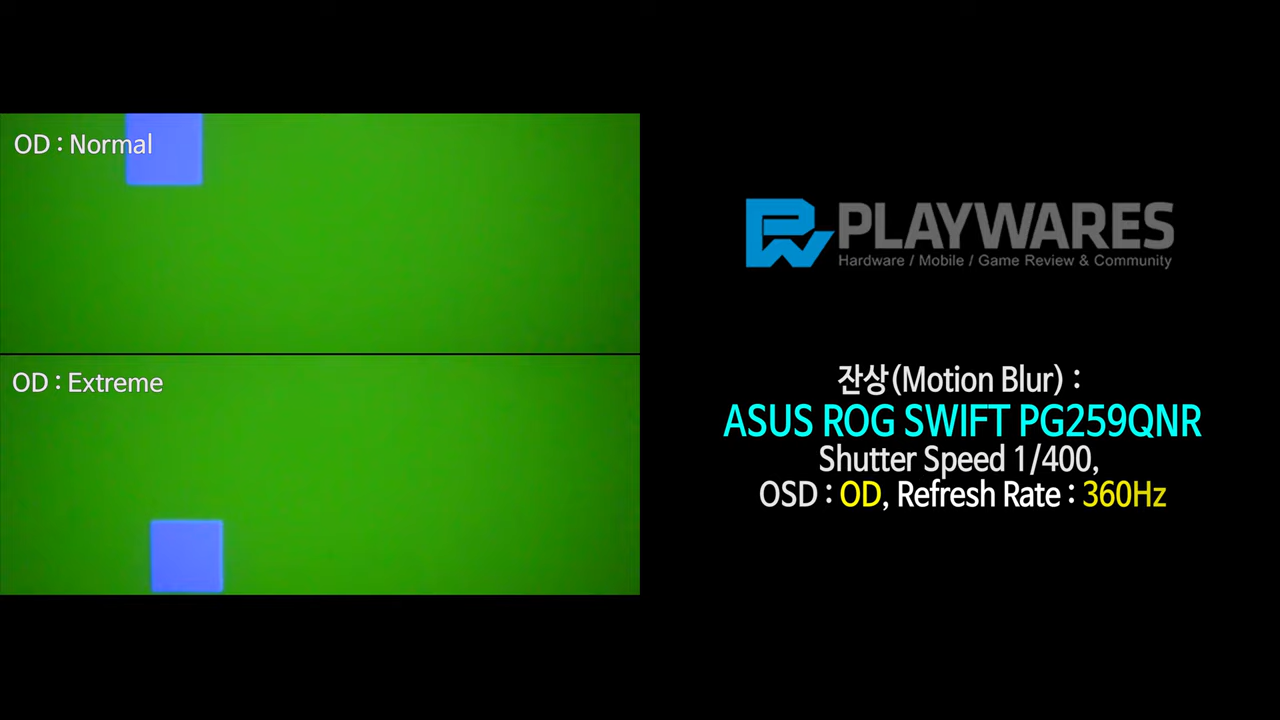 OD : Normal
OD : Extreme
PLAYWARES
Hardware / Mobile / Game Review & Community
잔상(Motion Blur) :
ASUS ROG SWIFT PG259QNR
Shutter Speed 1/400,
OSD : OD, Refresh Rate : 360Hz